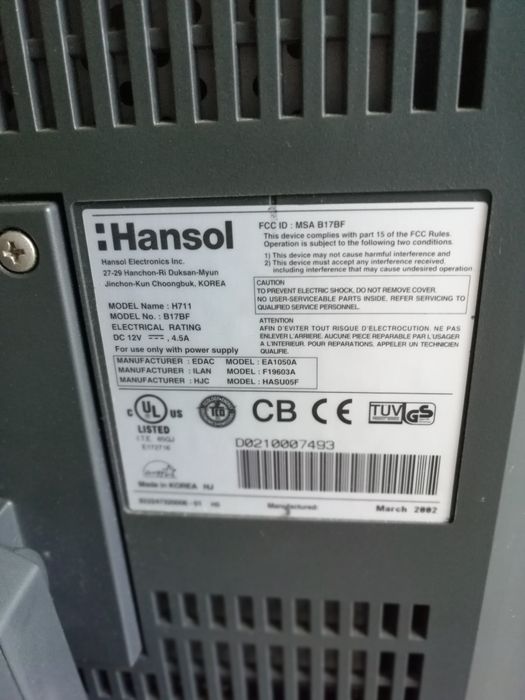 :Hansol
Hansol Electronics Inc.
27-29 Hanchon-Ri Duksan-Myun
Jinchon-Kun Choongbuk, KOREA
MODEL Name : H711
MODEL No. : B17BF
ELECTRICAL RATING
DC 12V ⎓ , 4.5A
For use only with power supply
MANUFACTURER : EDAC MODEL : EA1050A
MANUFACTURER : ILAN MODEL : F19603A
MANUFACTURER : HJC MODEL : HASU05F
FCC ID : MSA B17BF
This device complies with part 15 of the FCC Rules.
Operation is subject to the following two conditions.
1) This device may not cause harmful interference and
2) This device must accept any interference received,
including interference that may cause undesired operation
CAUTION
TO PREVENT ELECTRIC SHOCK, DO NOT REMOVE COVER.
NO USER-SERVICEABLE PARTS INSIDE. REFER SERVICING TO
QUALIFIED SERVICE PERSONNEL.
ATTENTION
AFIN D'EVITER TOUT RISQUE D'ELECTROCUTION, NE PAS
ENLEVER L'ARRIERE. AUCUNE PIECE REPARABLE PAR L'USAGER
A L'INTERIEUR. POUR REPARATIONS, APPELER UN TECHNICIEN
QUALIFIE.
c UL US
LISTED
E172716
TCO
CB CE TUV GS
D0210007493
Made in KOREA HJ
Manufactured: March 2002